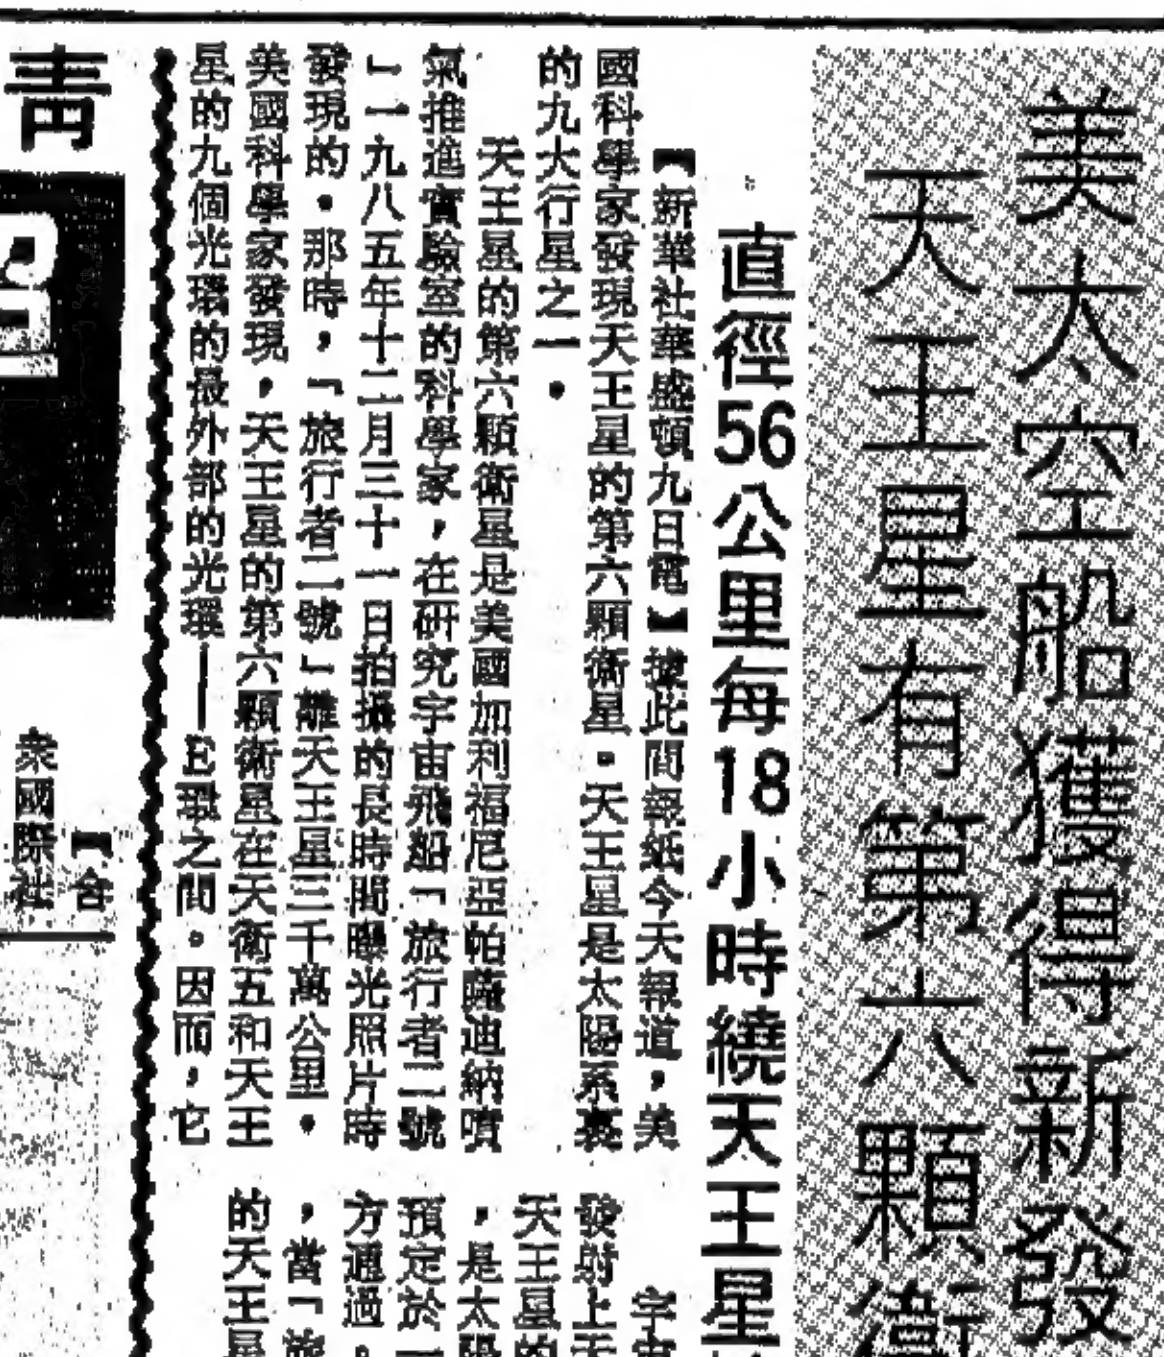 美太空船獲得新發
天王星有第六顆衛
直徑56公里每18小時繞天王星
【新華社華盛頓九日電】據此間報紙今天報道，美
國科學家發現天王星的第六顆衛星。天王星是太陽系裏
的九大行星之一。
天王星的第六顆衛星是美國加利福尼亞帕薩迪納噴
氣推進實驗室的科學家，在研究宇宙飛船「旅行者二號
」一九八五年十二月三十一日拍攝的長時間曝光照片時
發現的。那時，「旅行者二號」離天王星三千萬公里。
美國科學家發現，天王星的第六顆衛星在天衛五和天王
星的九個光環的最外部的光環——E環之間。因而，它
宇宙
發射上天
天王星的
，是太陽
預定於一
方通過。
，當「旅
的天王星
青
【合
衆國際社